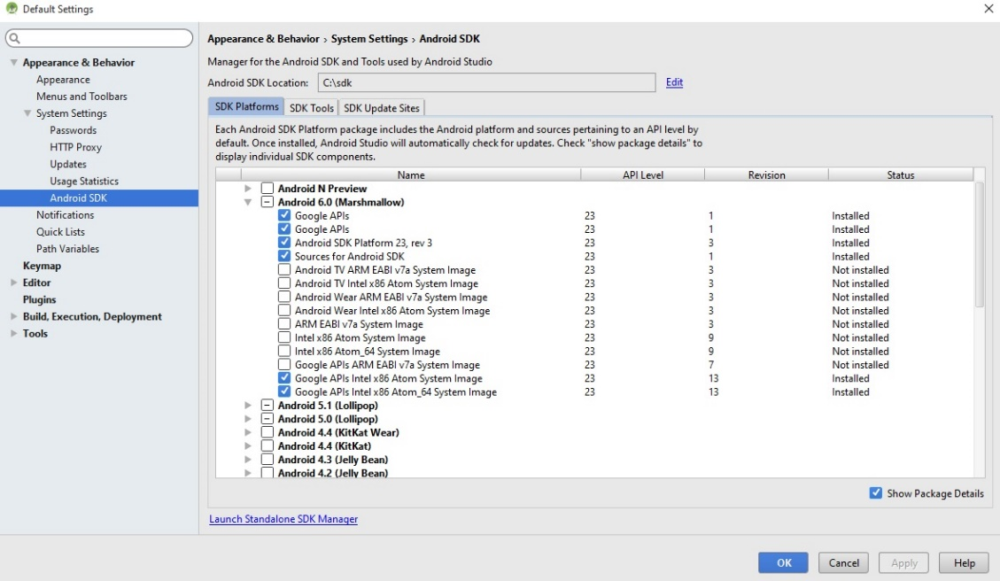 Default Settings
Appearance & Behavior › System Settings › Android SDK
Appearance & Behavior
Appearance
Menus and Toolbars
System Settings
Passwords
HTTP Proxy
Updates
Usage Statistics
Android SDK
Notifications
Quick Lists
Path Variables
Keymap
Editor
Plugins
Build, Execution, Deployment
Tools
Manager for the Android SDK and Tools used by Android Studio
Android SDK Location: C:\sdk Edit
SDK Platforms SDK Tools SDK Update Sites
Each Android SDK Platform package includes the Android platform and sources pertaining to an API level by
default. Once installed, Android Studio will automatically check for updates. Check "show package details" to
display individual SDK components.
Name API Level Revision Status
Android N Preview
Android 6.0 (Marshmallow)
Google APIs 23 1 Installed
Google APIs 23 1 Installed
Android SDK Platform 23, rev 3 23 3 Installed
Sources for Android SDK 23 1 Installed
Android TV ARM EABI v7a System Image 23 3 Not installed
Android TV Intel x86 Atom System Image 23 3 Not installed
Android Wear ARM EABI v7a System Image 23 3 Not installed
Android Wear Intel x86 Atom System Image 23 3 Not installed
ARM EABI v7a System Image 23 3 Not installed
Intel x86 Atom System Image 23 9 Not installed
Intel x86 Atom_64 System Image 23 9 Not installed
Google APIs ARM EABI v7a System Image 23 7 Not installed
Google APIs Intel x86 Atom System Image 23 13 Installed
Google APIs Intel x86 Atom_64 System Image 23 13 Installed
Android 5.1 (Lollipop)
Android 5.0 (Lollipop)
Android 4.4 (KitKat Wear)
Android 4.4 (KitKat)
Android 4.3 (Jelly Bean)
Android 4.2 (Jelly Bean)
Show Package Details
Launch Standalone SDK Manager
OK Cancel Apply Help